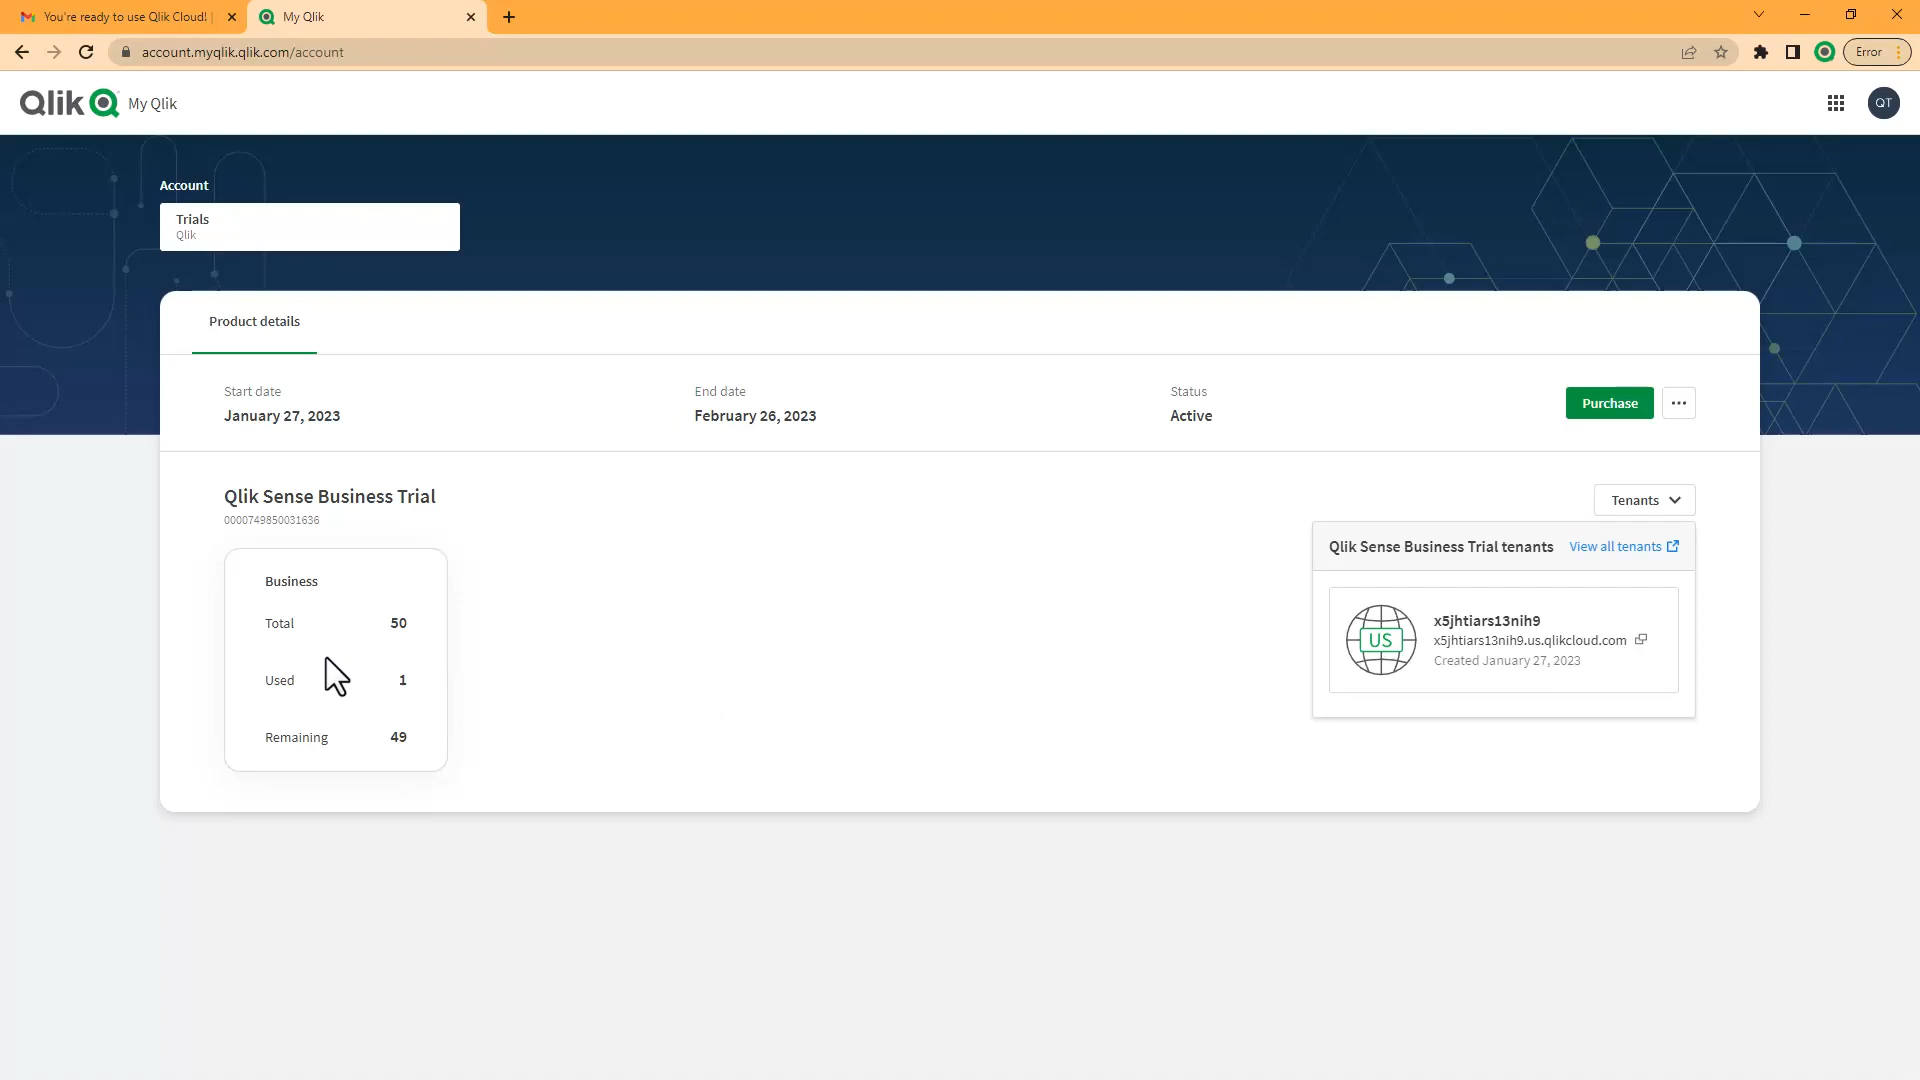 You're ready to use Qlik Cloud! |
My Qlik
account.myqlik.qlik.com/account
Error
Qlik My Qlik
QT
Account
Trials
Qlik
Product details
Start date
January 27, 2023
End date
February 26, 2023
Status
Active
Purchase
Qlik Sense Business Trial
0000749850031636
Tenants
Qlik Sense Business Trial tenants View all tenants
US
x5jhtiars13nih9
x5jhtiars13nih9.us.qlikcloud.com
Created January 27, 2023
Business
Total 50
Used 1
Remaining 49